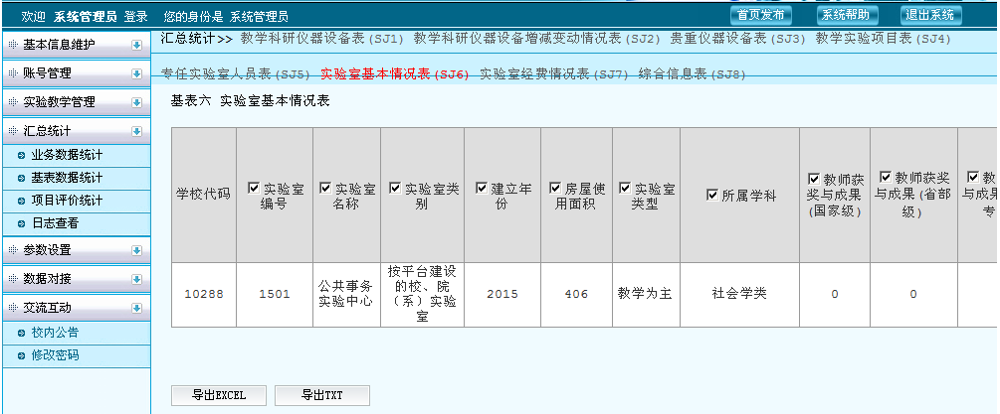 欢迎 系统管理员 登录 您的身份是 系统管理员
首页发布 系统帮助 退出系统
基本信息维护
账号管理
实验教学管理
汇总统计
业务数据统计
基表数据统计
项目评价统计
日志查看
参数设置
数据对接
交流互动
校内公告
修改密码
汇总统计>> 教学科研仪器设备表(SJ1) 教学科研仪器设备增减变动情况表(SJ2) 贵重仪器设备表(SJ3) 教学实验项目表(SJ4)
专任实验室人员表(SJ5) 实验室基本情况表(SJ6) 实验室经费情况表(SJ7) 综合信息表(SJ8)
基表六 实验室基本情况表
学校代码
实验室
编号
实验室
名称
实验室类
别
建立年
份
房屋使
用面积
实验室
类型
所属学科
教师获奖
与成果
(国家级)
教师获奖
与成果(省部
级)
教
与成果
专
10288
1501
公共事务
实验中心
按平台建设
的校、院
（系）实验
室
2015
406
教学为主
社会学类
0
0
导出EXCEL 导出TXT